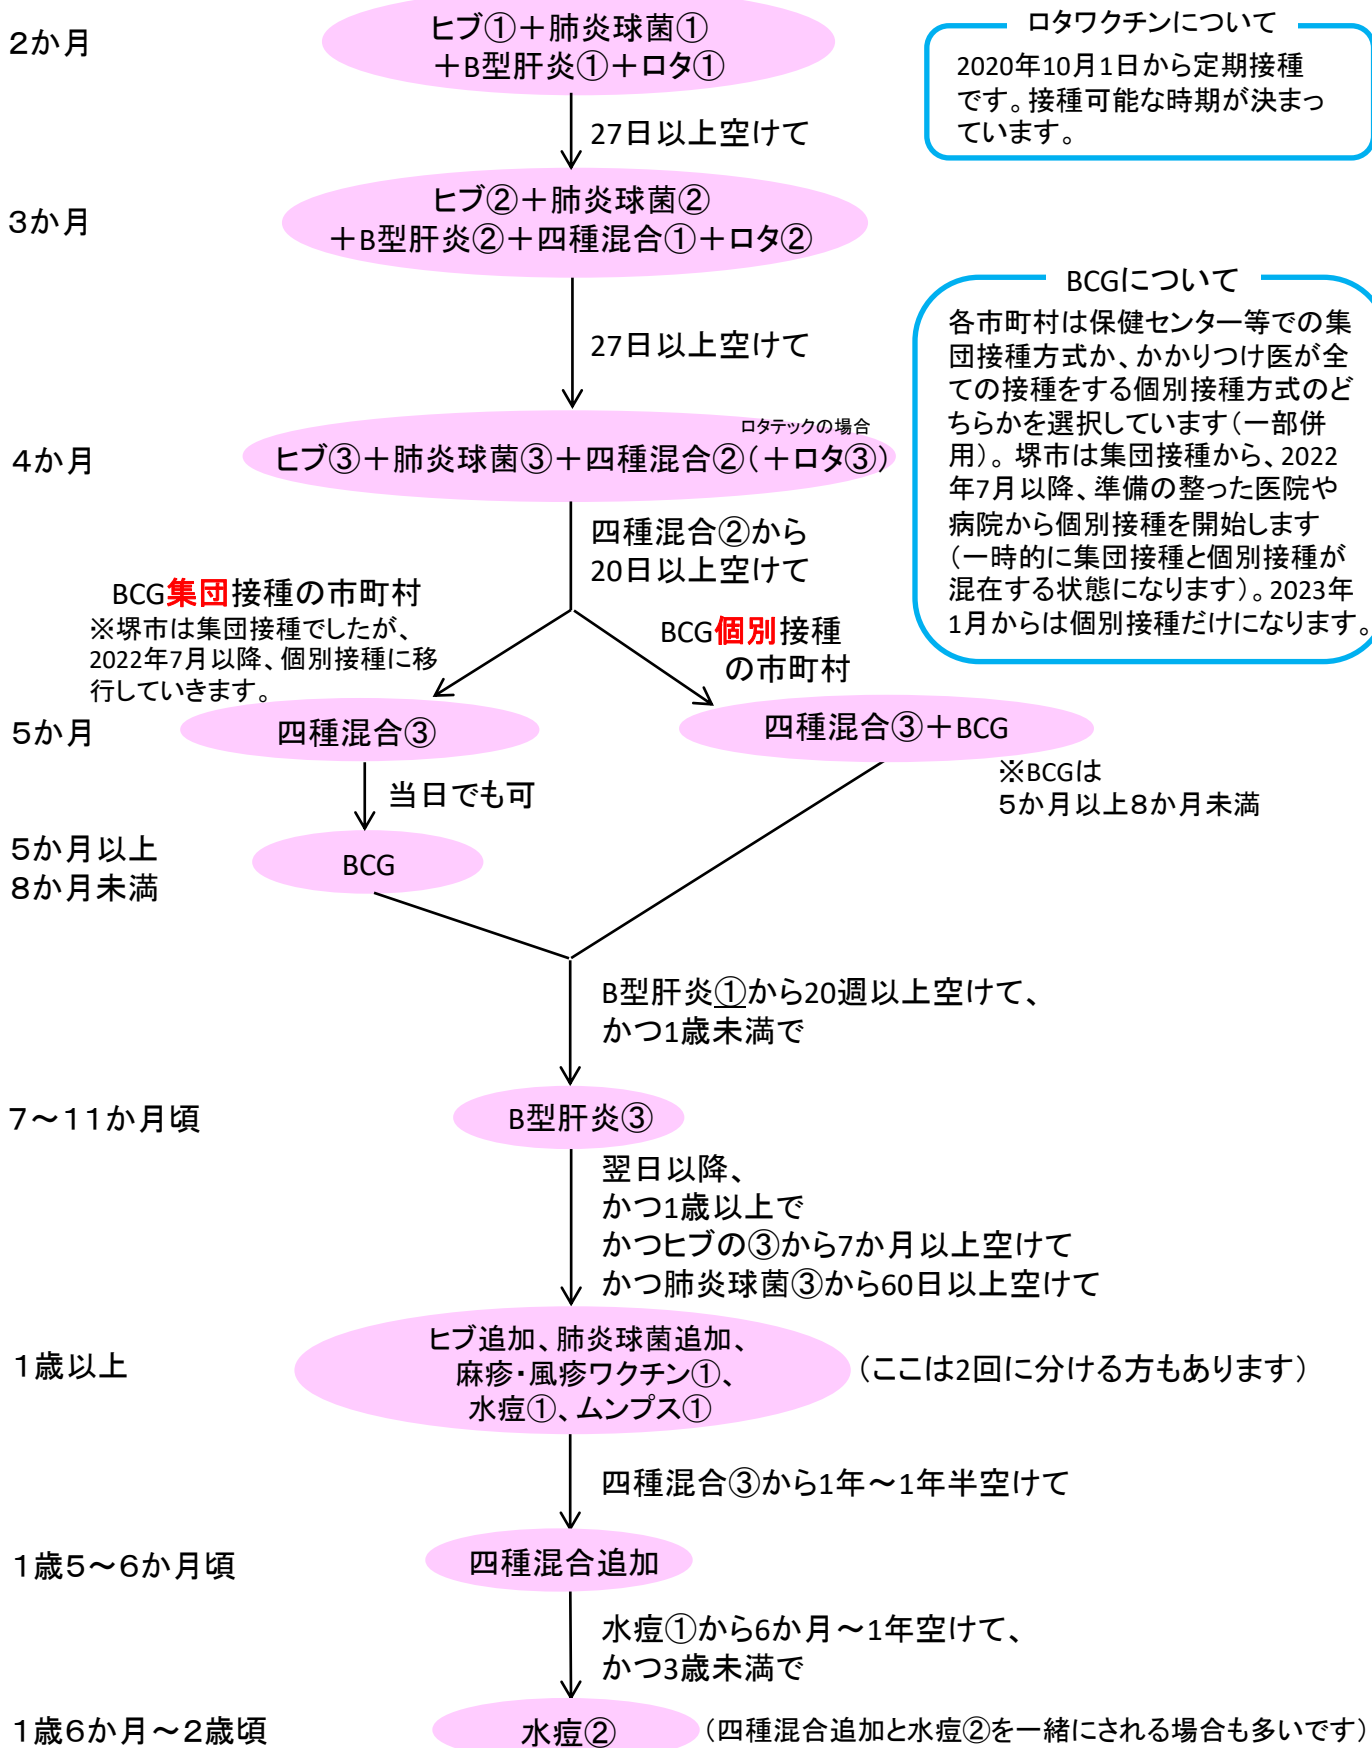 2か月
ヒブ①＋肺炎球菌①
＋B型肝炎①＋ロタ①
ロタワクチンについて
2020年10月1日から定期接種
です。接種可能な時期が決まっ
ています。
27日以上空けて
3か月
ヒブ②＋肺炎球菌②
＋B型肝炎②＋四種混合①＋ロタ②
27日以上空けて
BCGについて
各市町村は保健センター等での集
団接種方式か、かかりつけ医が全
ての接種をする個別接種方式のど
ちらかを選択しています（一部併
用）。堺市は集団接種から、2022
年7月以降、準備の整った医院や
病院から個別接種を開始します
（一時的に集団接種と個別接種が
混在する状態になります）。2023年
1月からは個別接種だけになります。
4か月
ロタテックの場合
ヒブ③＋肺炎球菌③＋四種混合②（＋ロタ③）
四種混合②から
20日以上空けて
BCG集団接種の市町村
※堺市は集団接種でしたが、
2022年7月以降、個別接種に移
行していきます。
BCG個別接種
の市町村
5か月
四種混合③
四種混合③＋BCG
※BCGは
5か月以上8か月未満
当日でも可
5か月以上
8か月未満
BCG
B型肝炎①から20週以上空けて、
かつ1歳未満で
7～11か月頃
B型肝炎③
翌日以降、
かつ1歳以上で
かつヒブの③から7か月以上空けて
かつ肺炎球菌③から60日以上空けて
1歳以上
ヒブ追加、肺炎球菌追加、
麻疹・風疹ワクチン①、
水痘①、ムンプス①
（ここは2回に分ける方もあります）
四種混合③から1年～1年半空けて
1歳5～6か月頃
四種混合追加
水痘①から6か月～1年空けて、
かつ3歳未満で
1歳6か月～2歳頃
水痘②
（四種混合追加と水痘②を一緒にされる場合も多いです）